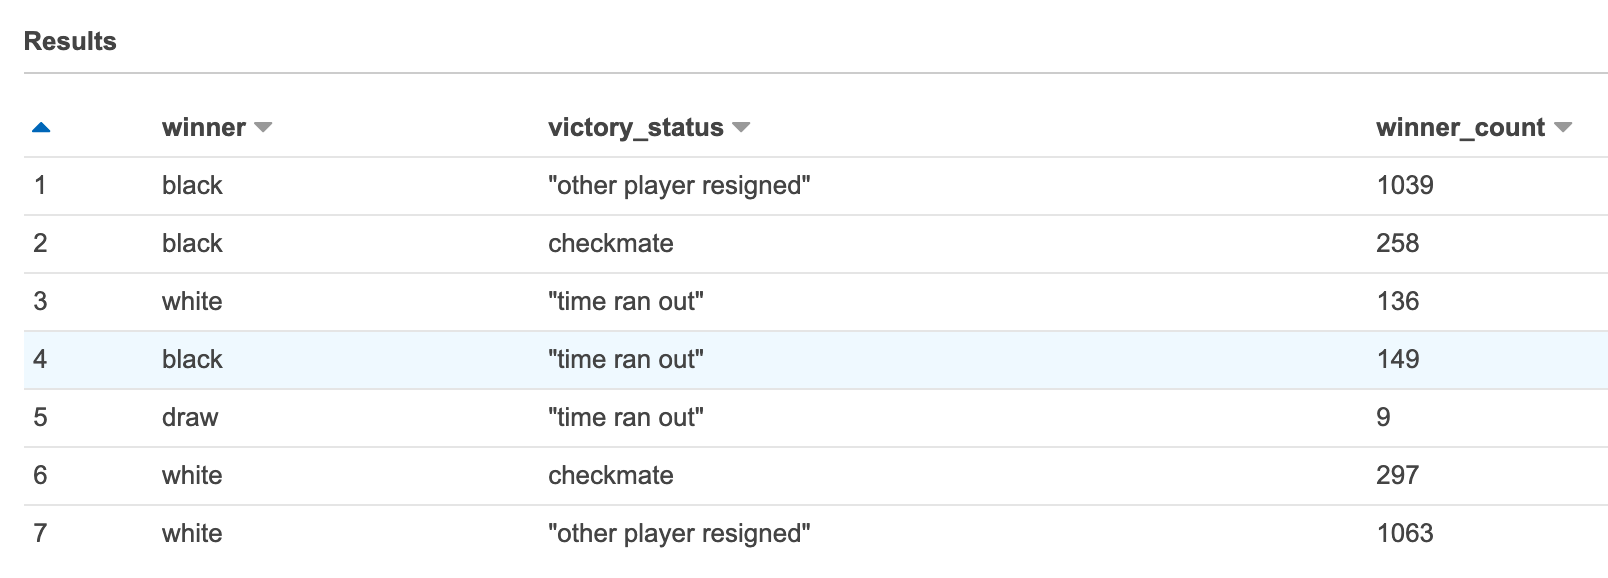 Results
winner victory_status winner_count
1 black "other player resigned" 1039
2 black checkmate 258
3 white "time ran out" 136
4 black "time ran out" 149
5 draw "time ran out" 9
6 white checkmate 297
7 white "other player resigned" 1063